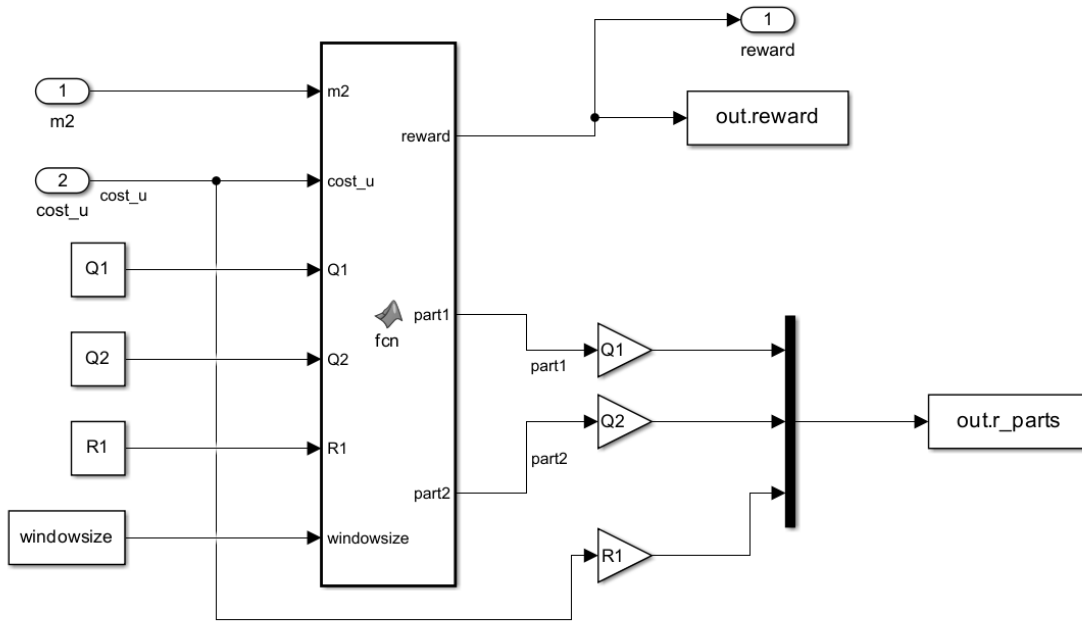 1
m2
2
cost_u
cost_u
Q1
Q2
R1
windowsize
m2
cost_u
Q1
Q2
R1
windowsize
fcn
reward
part1
part2
1
reward
out.reward
part1
Q1
part2
Q2
R1
out.r_parts